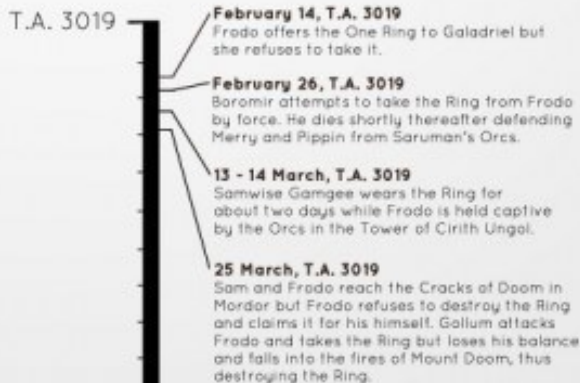 T.A. 3019
February 14, T.A. 3019
Frodo offers the One Ring to Galadriel but
she refuses to take it.
February 26, T.A. 3019
Boromir attempts to take the Ring from Frodo
by force. He dies shortly thereafter defending
Merry and Pippin from Saruman's Orcs.
13 - 14 March, T.A. 3019
Samwise Gamgee wears the Ring for
about two days while Frodo is held captive
by the Orcs in the Tower of Cirith Ungol.
25 March, T.A. 3019
Sam and Frodo reach the Cracks of Doom in
Mordor but Frodo refuses to destroy the Ring
and claims it for his himself. Gollum attacks
Frodo and takes the Ring but loses his balance
and falls into the fires of Mount Doom, thus
destroying the Ring.